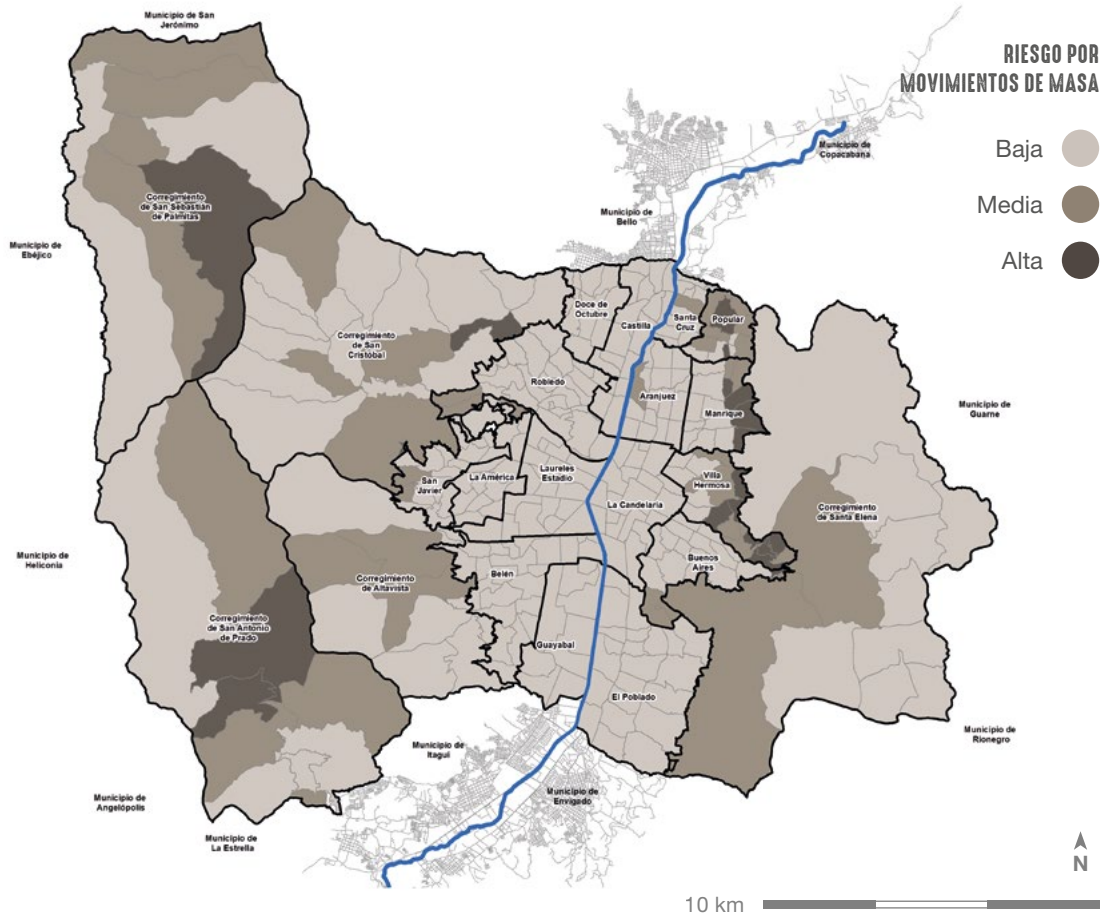 Municipio de San
Jerónimo
RIESGO POR
MOVIMIENTOS DE MASA
Baja
Media
Alta
Municipio de
Copacabana
Corregimiento
de San Sebastián
de Palmitas
Municipio de
Bello
Municipio de
Ebéjico
Doce de
Octubre
Castilla
Santa
Cruz
Popular
Corregimiento
de San
Cristóbal
Robledo
Aranjuez
Manrique
Municipio de
Guarne
San
Javier
La América
Laureles
Estadio
Villa
Hermosa
La Candelaria
Corregimiento
de Santa Elena
Municipio de
Heliconia
Corregimiento
de Altavista
Belén
Buenos
Aires
Corregimiento
de San Antonio
de Prado
Guayabal
El Poblado
Municipio de
Rionegro
Municipio de
Itagui
Municipio de
Envigado
Municipio de
Angelópolis
Municipio de
La Estrella
N
10 km